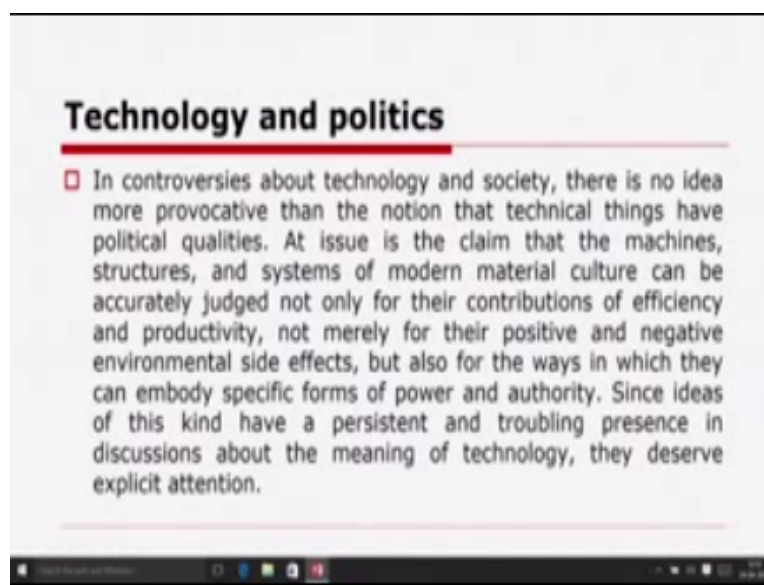 Technology and politics
In controversies about technology and society, there is no idea
more provocative than the notion that technical things have
political qualities. At issue is the claim that the machines,
structures, and systems of modern material culture can be
accurately judged not only for their contributions of efficiency
and productivity, not merely for their positive and negative
environmental side effects, but also for the ways in which they
can embody specific forms of power and authority. Since ideas
of this kind have a persistent and troubling presence in
discussions about the meaning of technology, they deserve
explicit attention.